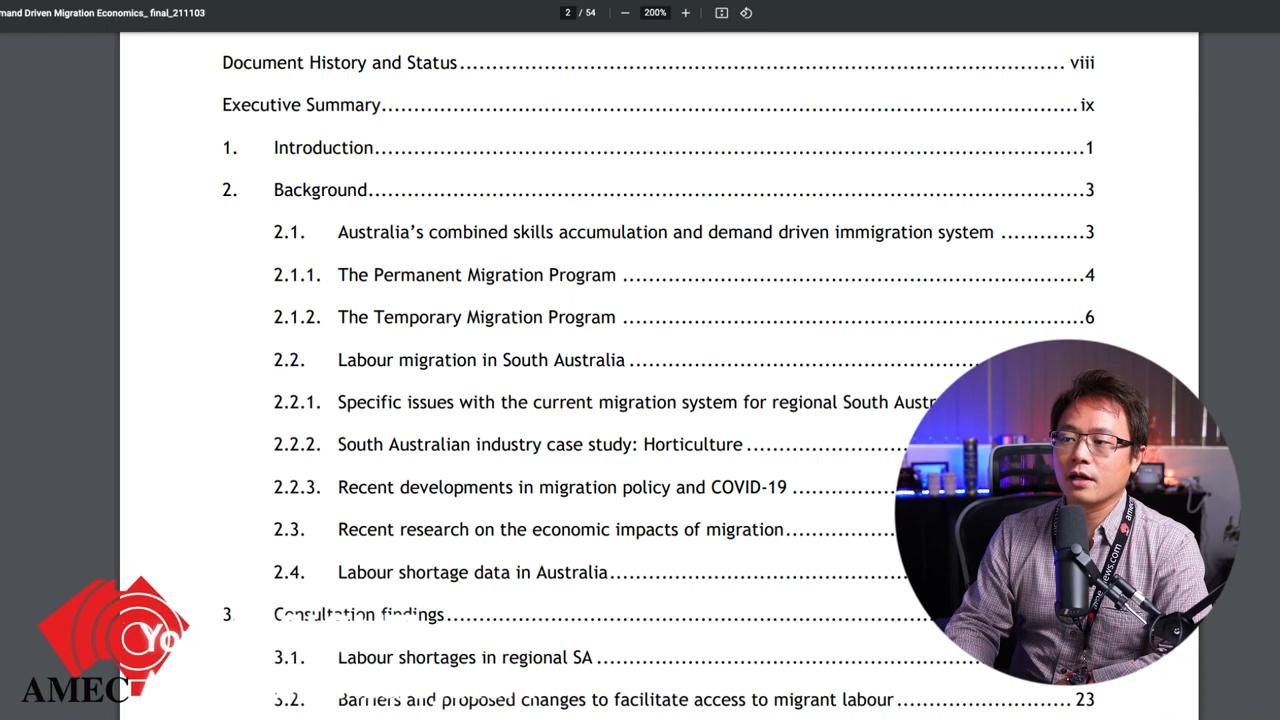 mand Driven Migration Economics_ final_211103
2 / 54
200%
Document History and Status viii
Executive Summary ix
1. Introduction 1
2. Background 3
2.1. Australia's combined skills accumulation and demand driven immigration system 3
2.1.1. The Permanent Migration Program 4
2.1.2. The Temporary Migration Program 6
2.2. Labour migration in South Australia
2.2.1. Specific issues with the current migration system for regional South Austr
2.2.2. South Australian industry case study: Horticulture
2.2.3. Recent developments in migration policy and COVID-19
2.3. Recent research on the economic impacts of migration
2.4. Labour shortage data in Australia
3. Consultation findings
3.1. Labour shortages in regional SA
3.2. Barriers and proposed changes to facilitate access to migrant labour 23
AMEC
Yo
amec
news.com